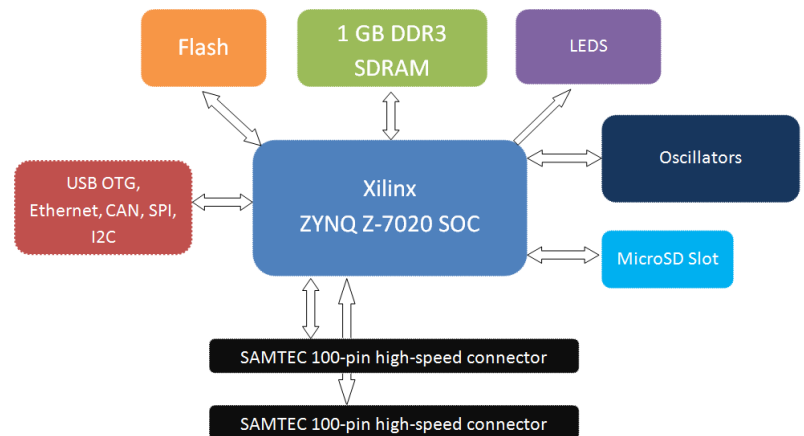 Flash
1 GB DDR3
SDRAM
LEDS
Oscillators
USB OTG,
Ethernet, CAN, SPI,
I2C
Xilinx
ZYNQ Z-7020 SOC
MicroSD Slot
SAMTEC 100-pin high-speed connector
SAMTEC 100-pin high-speed connector